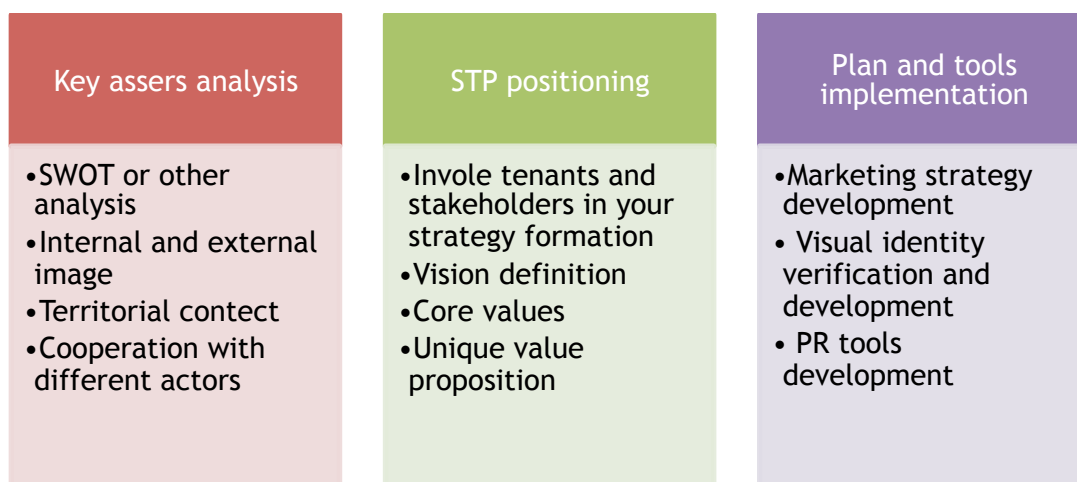 Key assers analysis
•SWOT or other
analysis
•Internal and external
image
•Territorial contect
•Cooperation with
different actors
STP positioning
•Invole tenants and
stakeholders in your
strategy formation
•Vision definition
•Core values
•Unique value
proposition
Plan and tools
implementation
•Marketing strategy
development
• Visual identity
verification and
development
• PR tools
development